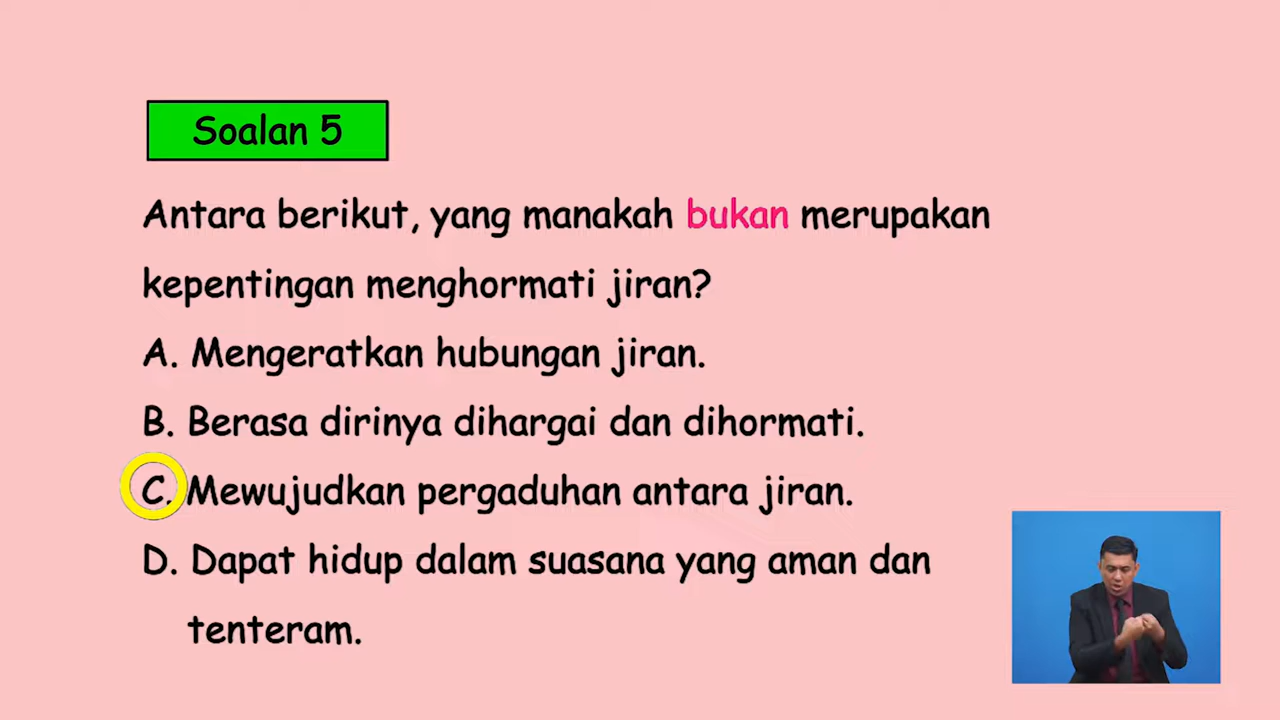 Soalan 5
Antara berikut, yang manakah bukan merupakan
kepentingan menghormati jiran?
A. Mengeratkan hubungan jiran.
B. Berasa dirinya dihargai dan dihormati.
C. Mewujudkan pergaduhan antara jiran.
D. Dapat hidup dalam suasana yang aman dan
tenteram.